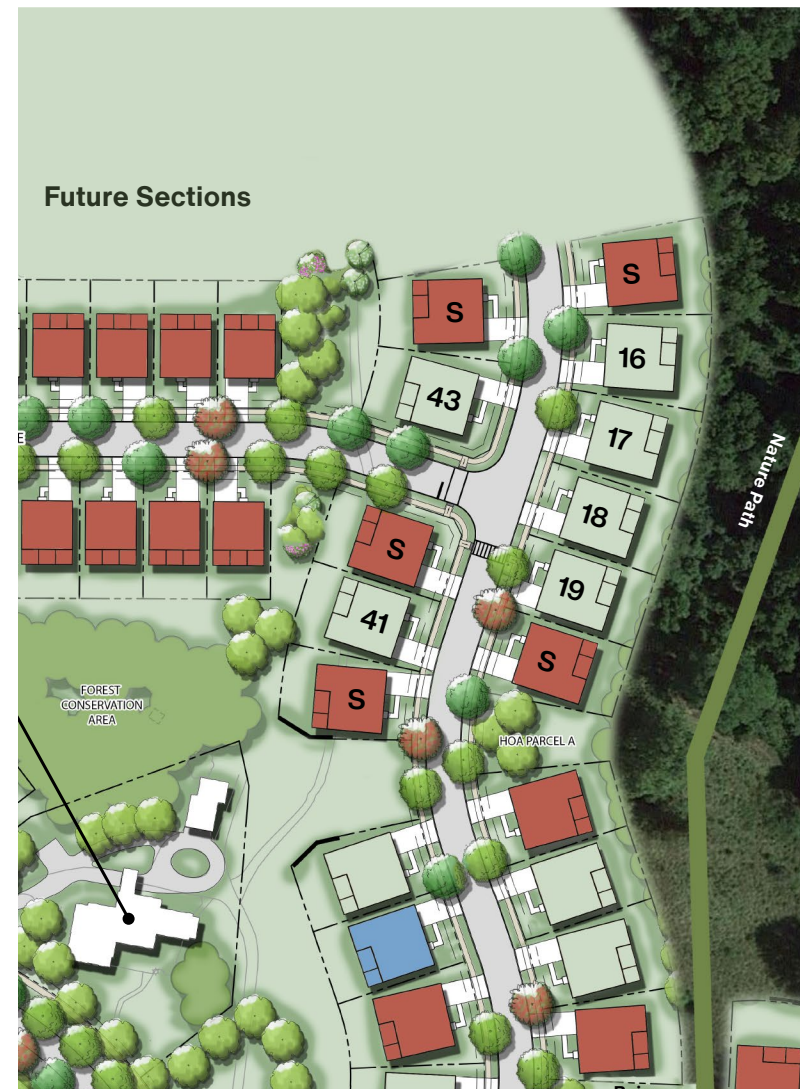 Future Sections
S
S
16
43
17
Nature Path
E
18
S
19
41
S
S
FOREST
CONSERVATION
AREA
HOA PARCEL A